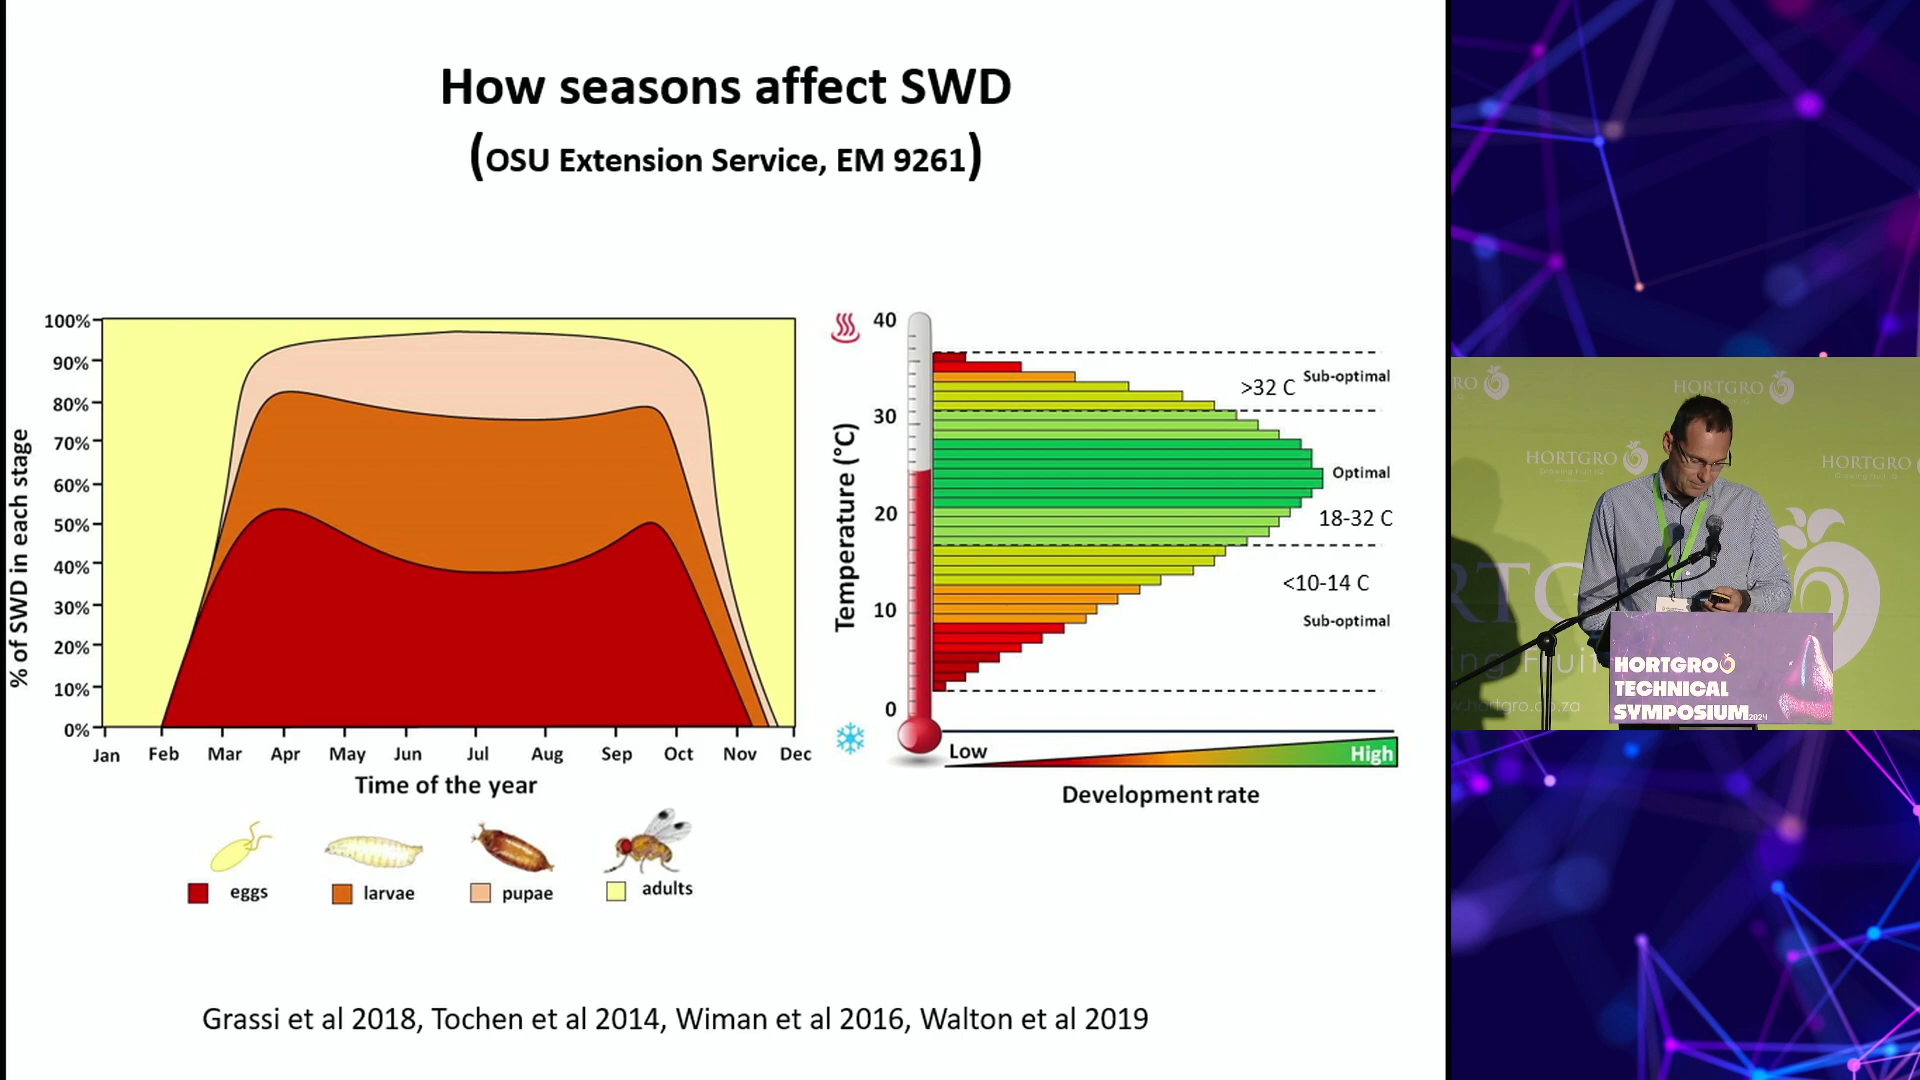 How seasons affect SWD
(OSU Extension Service, EM 9261)
% of SWD in each stage
100%
90%
80%
70%
60%
50%
40%
30%
20%
10%
0%
Jan Feb Mar Apr May Jun Jul Aug Sep Oct Nov Dec
Time of the year
eggs larvae pupae adults
Temperature (°C)
40
30
20
10
0
Sub-optimal
>32 C
Optimal
18-32 C
<10-14 C
Sub-optimal
Low High
Development rate
Grassi et al 2018, Tochen et al 2014, Wiman et al 2016, Walton et al 2019
HORTGRO
HORTGRO
HORTGRO
HORTGRO
TECHNICAL
SYMPOSIUM 2024